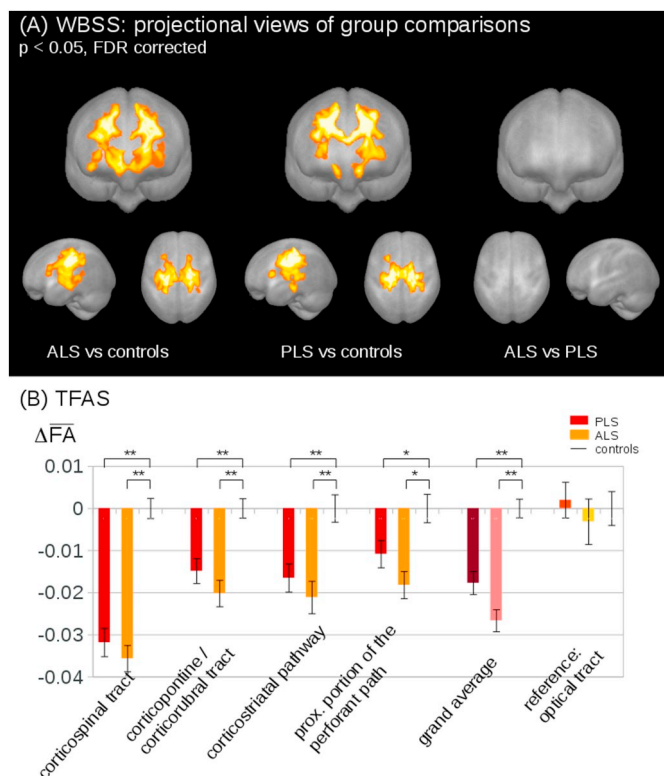 (A) WBSS: projectional views of group comparisons
p < 0.05, FDR corrected
ALS vs controls
PLS vs controls
ALS vs PLS
(B) TFAS
ΔFA
PLS
ALS
controls
** ** ** * **
** ** ** * **
0.01
0
-0.01
-0.02
-0.03
-0.04
corticospinal tract
corticopontine /
corticorubral tract
corticostriatal pathway
prox. portion of the
perforant path
grand average
reference:
optical tract